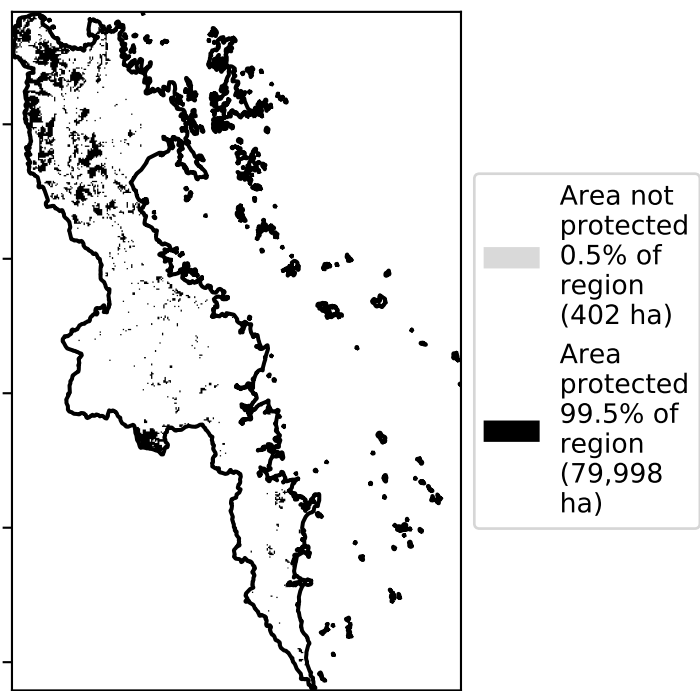 Area not
protected
0.5% of
region
(402 ha)
Area
protected
99.5% of
region
(79,998
ha)